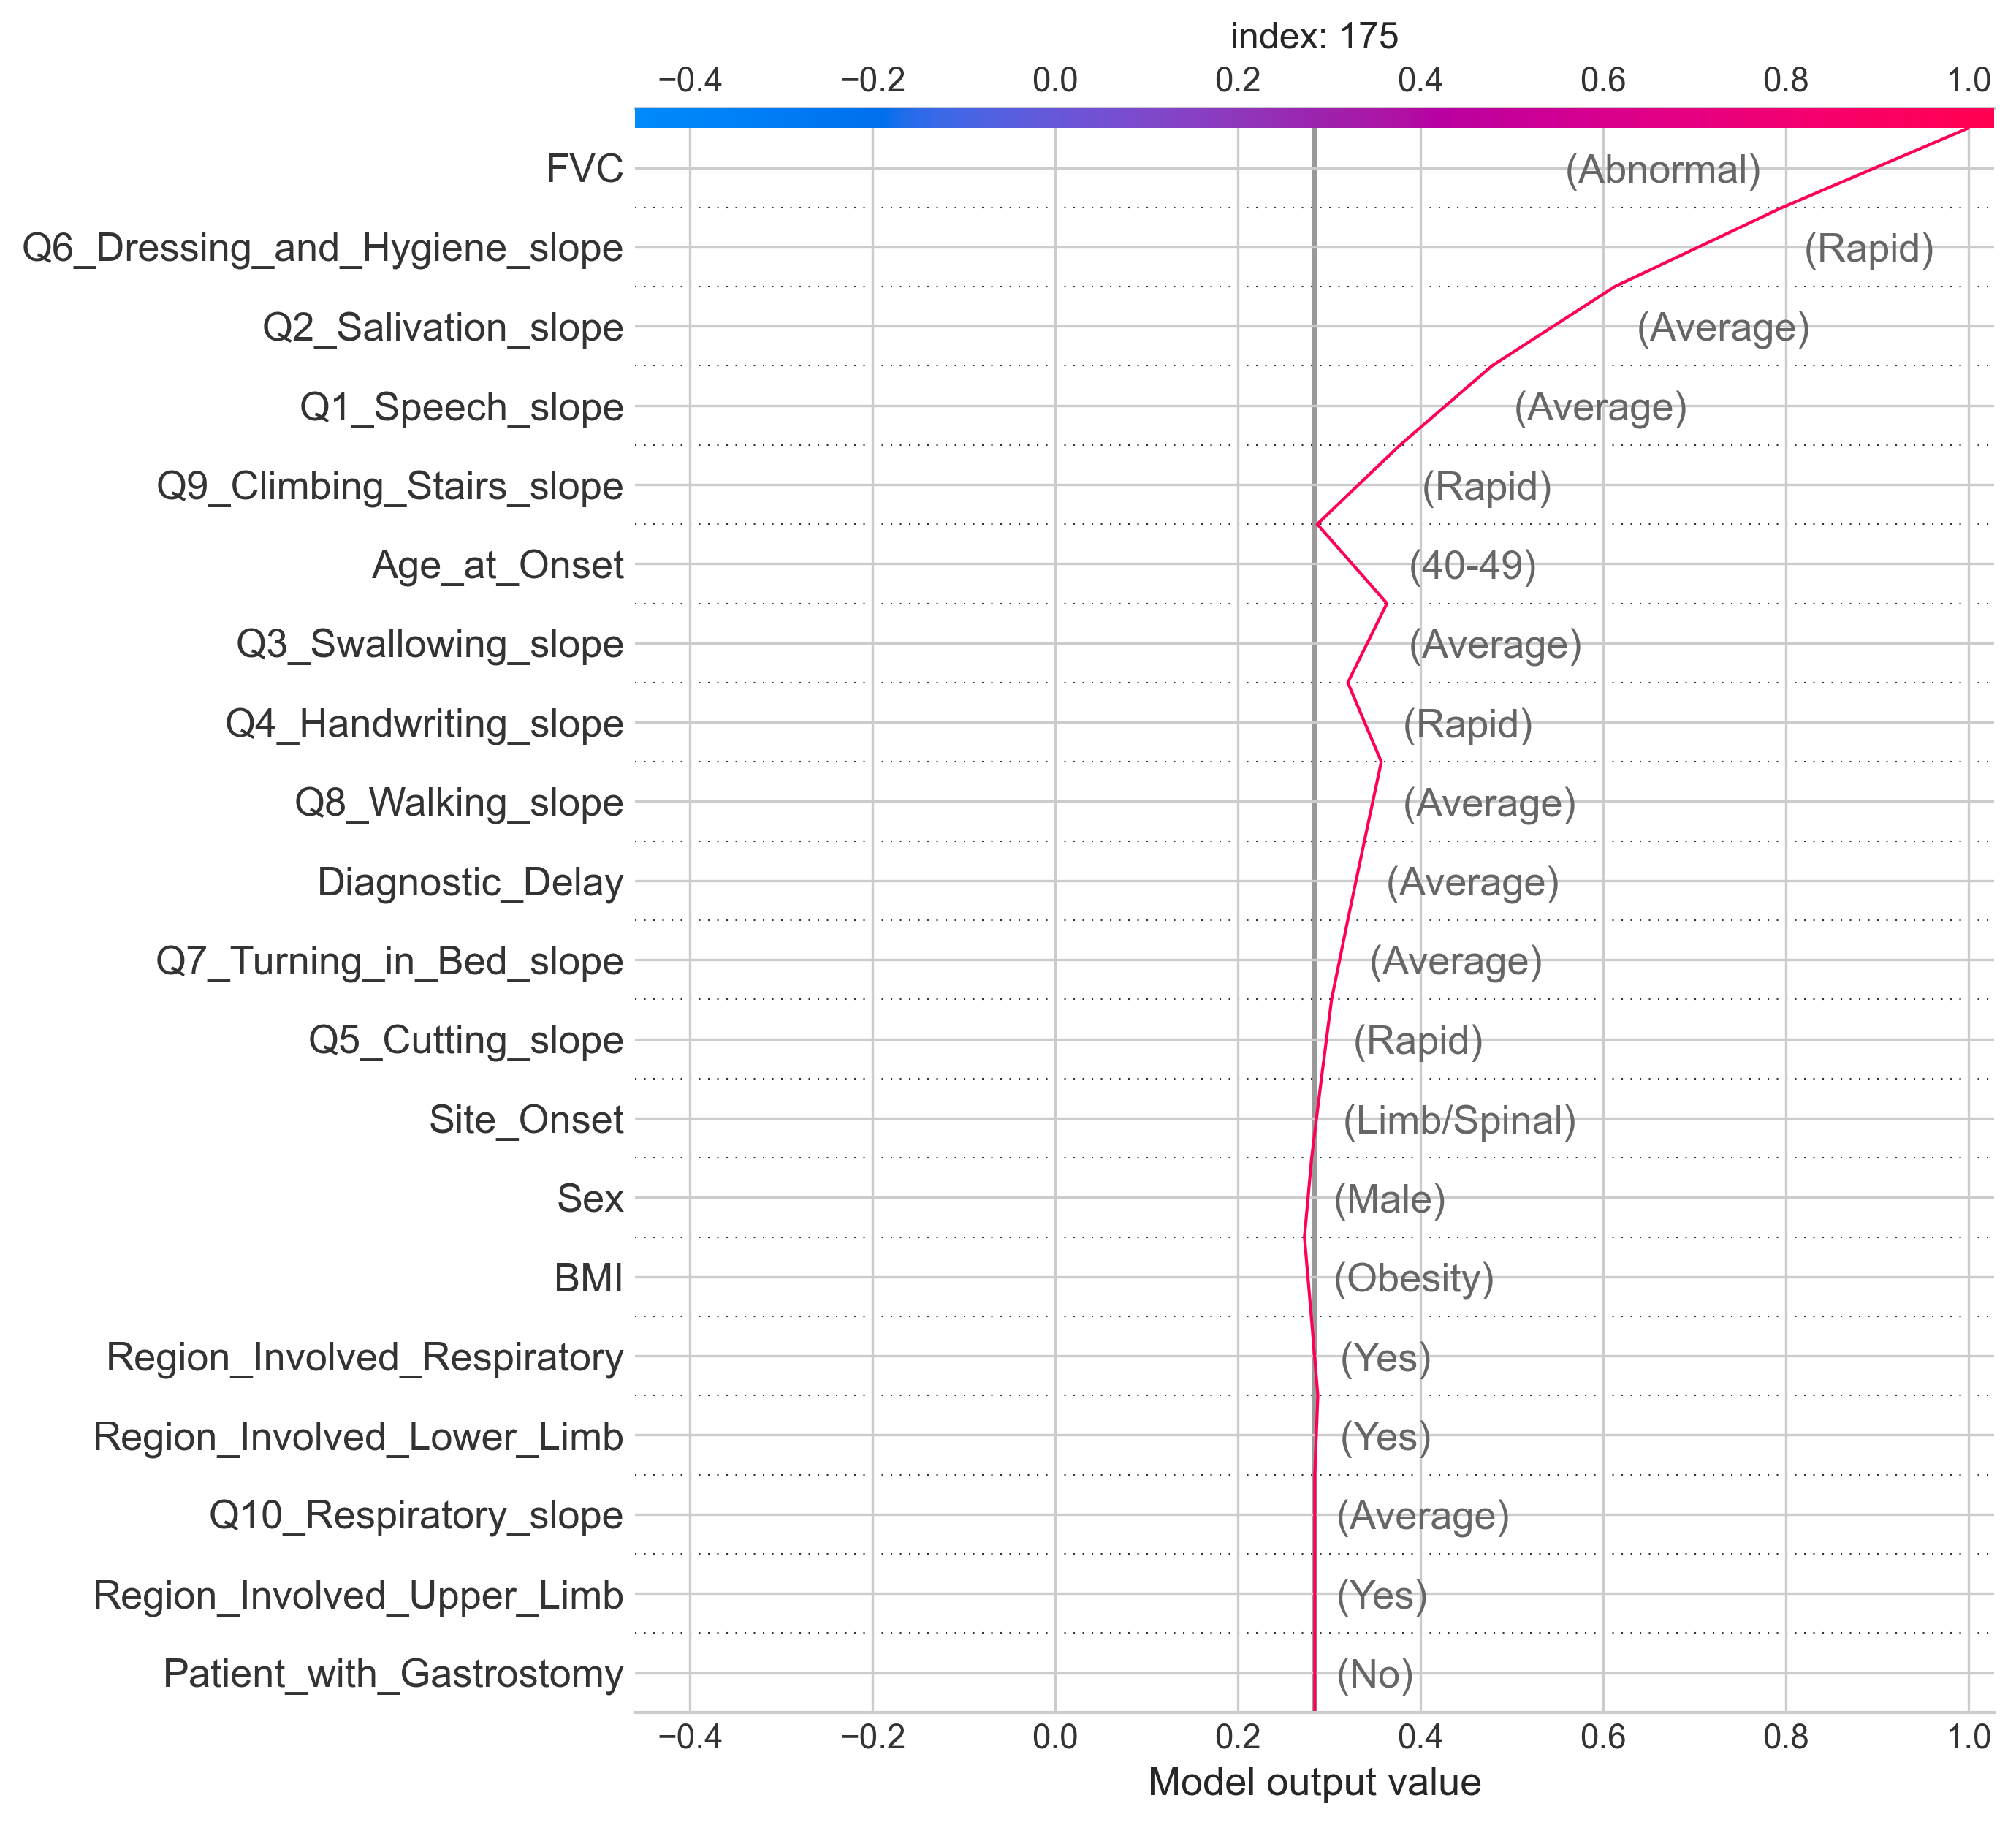 index: 175
−0.4 −0.2 0.0 0.2 0.4 0.6 0.8 1.0
FVC (Abnormal)
Q6_Dressing_and_Hygiene_slope (Rapid)
Q2_Salivation_slope (Average)
Q1_Speech_slope (Average)
Q9_Climbing_Stairs_slope (Rapid)
Age_at_Onset (40-49)
Q3_Swallowing_slope (Average)
Q4_Handwriting_slope (Rapid)
Q8_Walking_slope (Average)
Diagnostic_Delay (Average)
Q7_Turning_in_Bed_slope (Average)
Q5_Cutting_slope (Rapid)
Site_Onset (Limb/Spinal)
Sex (Male)
BMI (Obesity)
Region_Involved_Respiratory (Yes)
Region_Involved_Lower_Limb (Yes)
Q10_Respiratory_slope (Average)
Region_Involved_Upper_Limb (Yes)
Patient_with_Gastrostomy (No)
−0.4 −0.2 0.0 0.2 0.4 0.6 0.8 1.0
Model output value